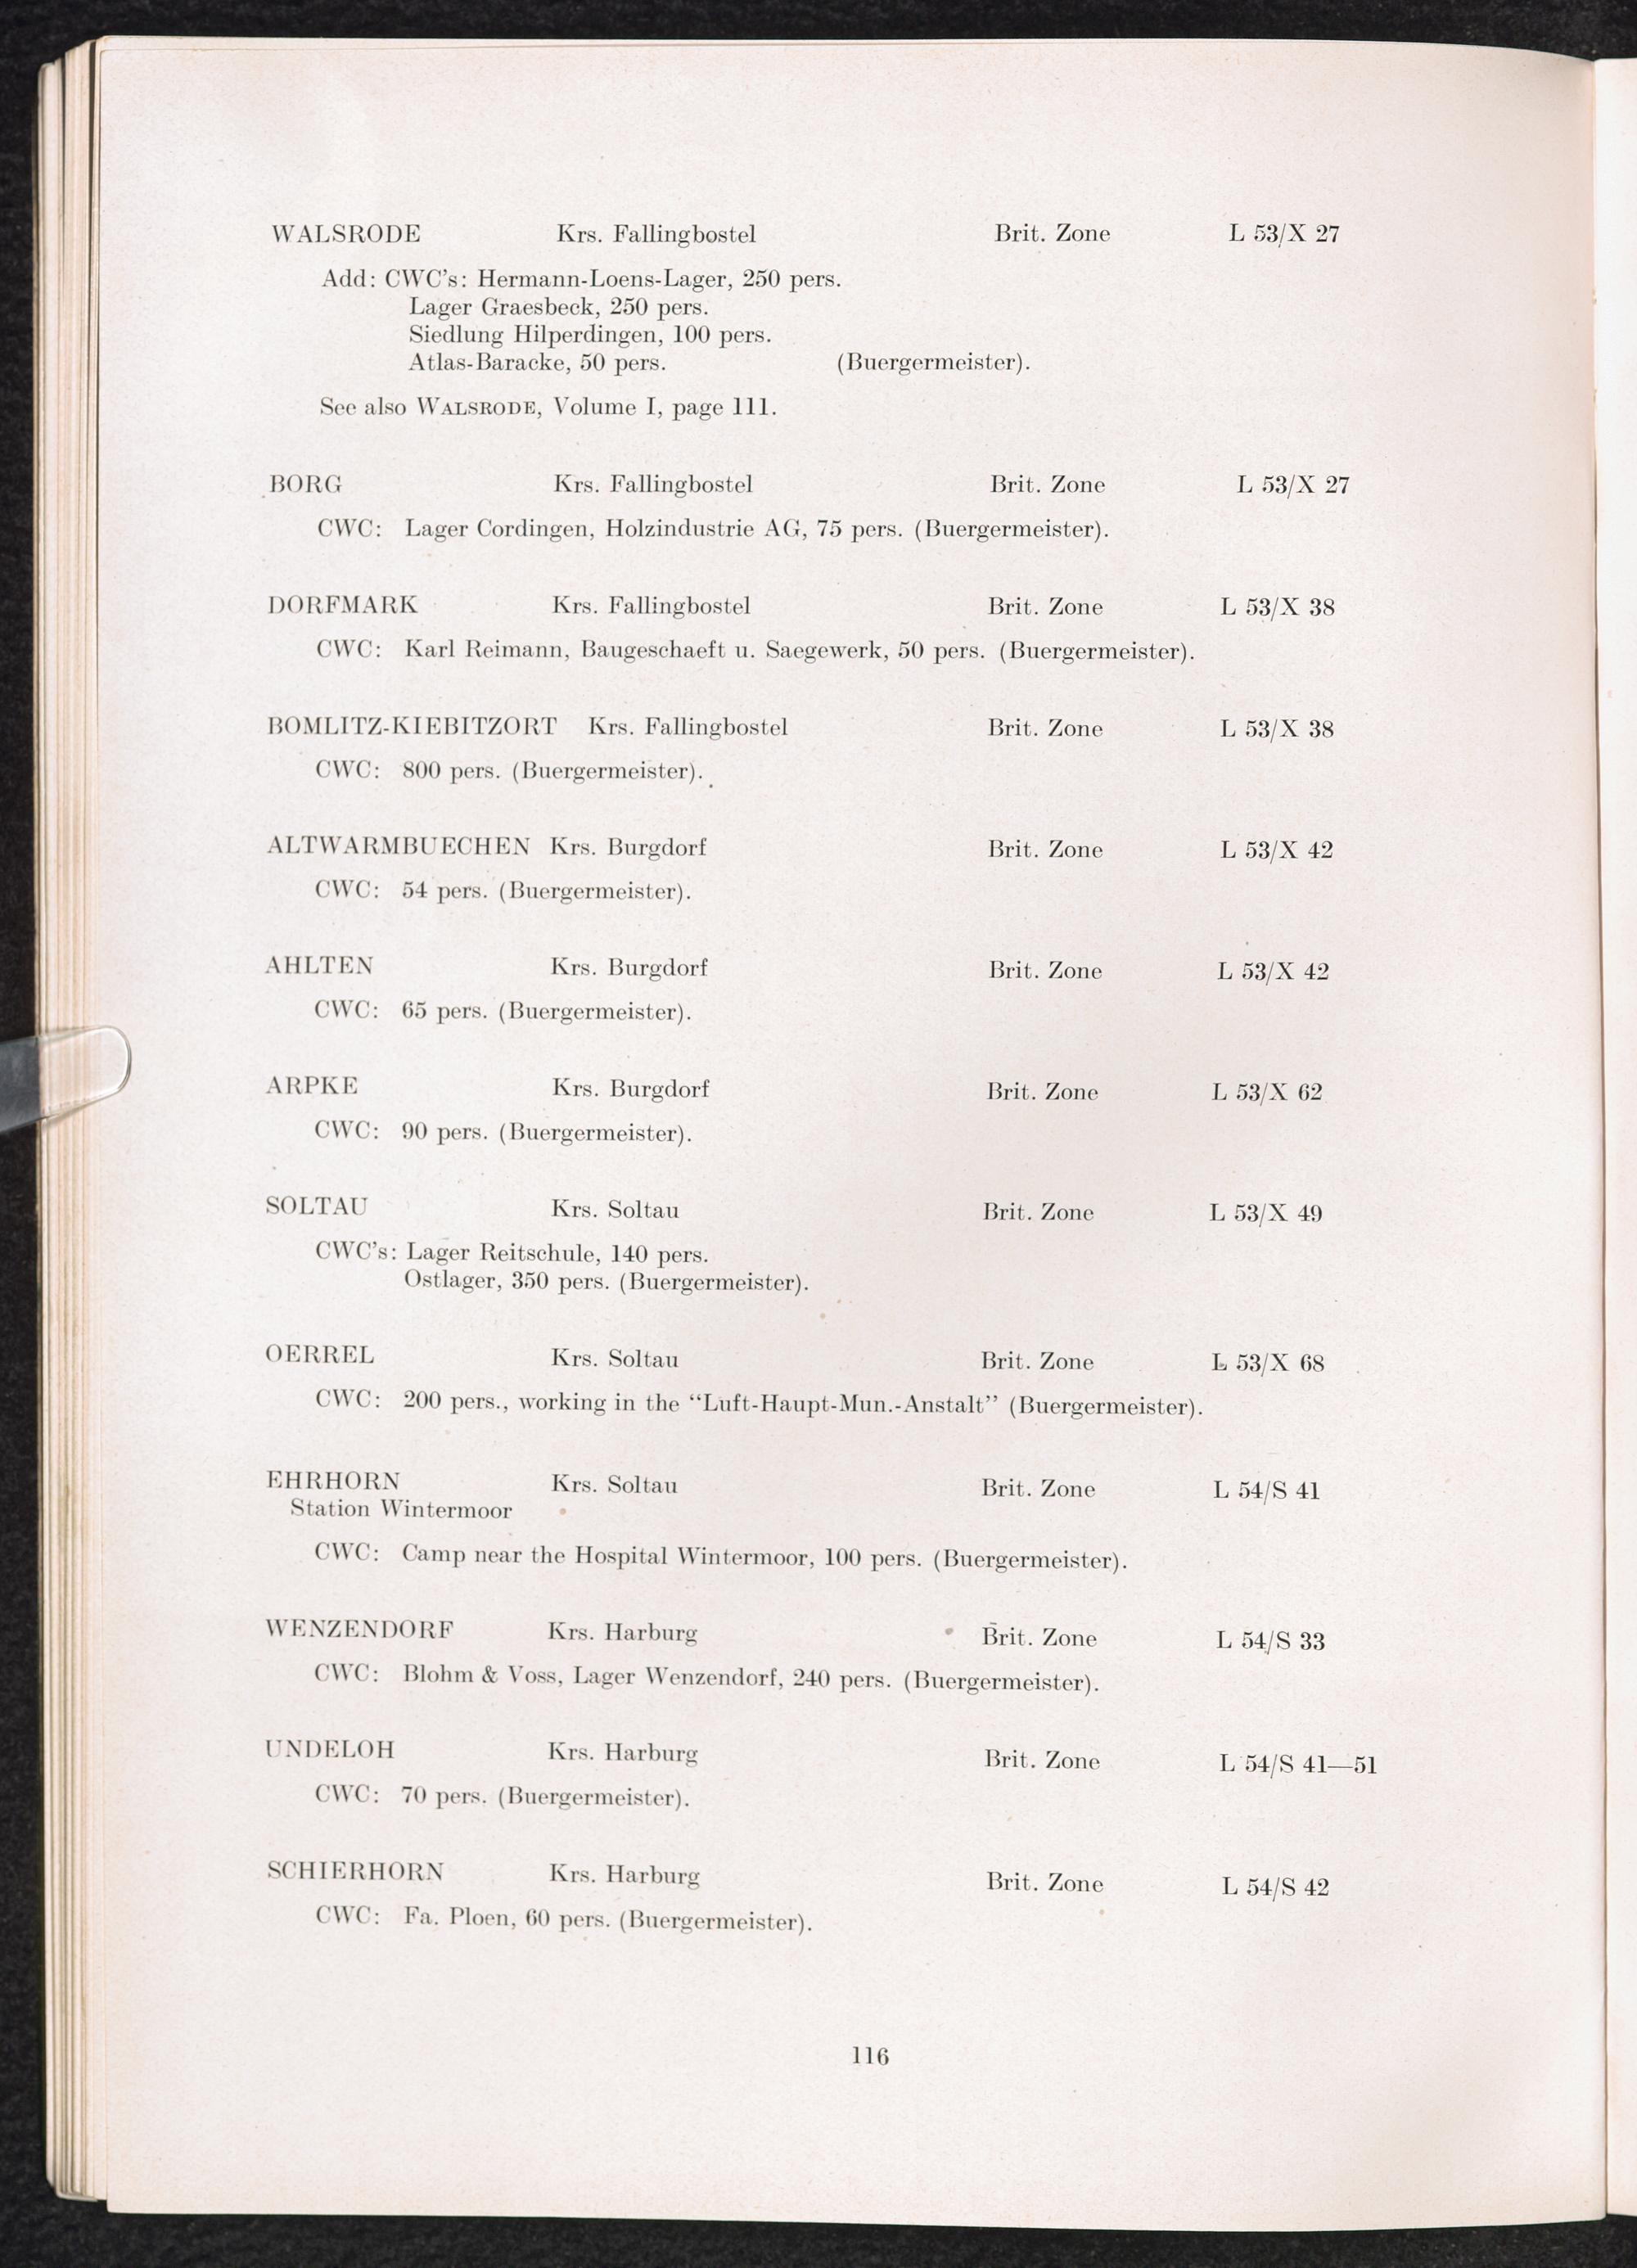 WALSRODE Krs. Fallingbostel Brit. Zone L 53/X 27
Add: CWC's: Hermann-Loens-Lager, 250 pers.
Lager Graesbeck, 250 pers.
Siedlung Hilperdingen, 100 pers.
Atlas-Baracke, 50 pers. (Buergermeister).
See also WALSRODE, Volume I, page 111.
BORG Krs. Fallingbostel Brit. Zone L 53/X 27
CWC: Lager Cordingen, Holzindustrie AG, 75 pers. (Buergermeister).
DORFMARK Krs. Fallingbostel Brit. Zone L 53/X 38
CWC: Karl Reimann, Baugeschaeft u. Saegewerk, 50 pers. (Buergermeister).
BOMLITZ-KIEBITZORT Krs. Fallingbostel Brit. Zone L 53/X 38
CWC: 800 pers. (Buergermeister).
ALTWARMBUECHEN Krs. Burgdorf Brit. Zone L 53/X 42
CWC: 54 pers. (Buergermeister).
AHLTEN Krs. Burgdorf Brit. Zone L 53/X 42
CWC: 65 pers. (Buergermeister).
ARPKE Krs. Burgdorf Brit. Zone L 53/X 62
CWC: 90 pers. (Buergermeister).
SOLTAU Krs. Soltau Brit. Zone L 53/X 49
CWC's: Lager Reitschule, 140 pers.
Ostlager, 350 pers. (Buergermeister).
OERREL Krs. Soltau Brit. Zone L 53/X 68
CWC: 200 pers., working in the “Luft-Haupt-Mun.-Anstalt” (Buergermeister).
EHRHORN Krs. Soltau Brit. Zone L 54/S 41
Station Wintermoor
CWC: Camp near the Hospital Wintermoor, 100 pers. (Buergermeister).
WENZENDORF Krs. Harburg Brit. Zone L 54/S 33
CWC: Blohm & Voss, Lager Wenzendorf, 240 pers. (Buergermeister).
UNDELOH Krs. Harburg Brit. Zone L 54/S 41—51
CWC: 70 pers. (Buergermeister).
SCHIERHORN Krs. Harburg Brit. Zone L 54/S 42
CWC: Fa. Ploen, 60 pers. (Buergermeister).
116